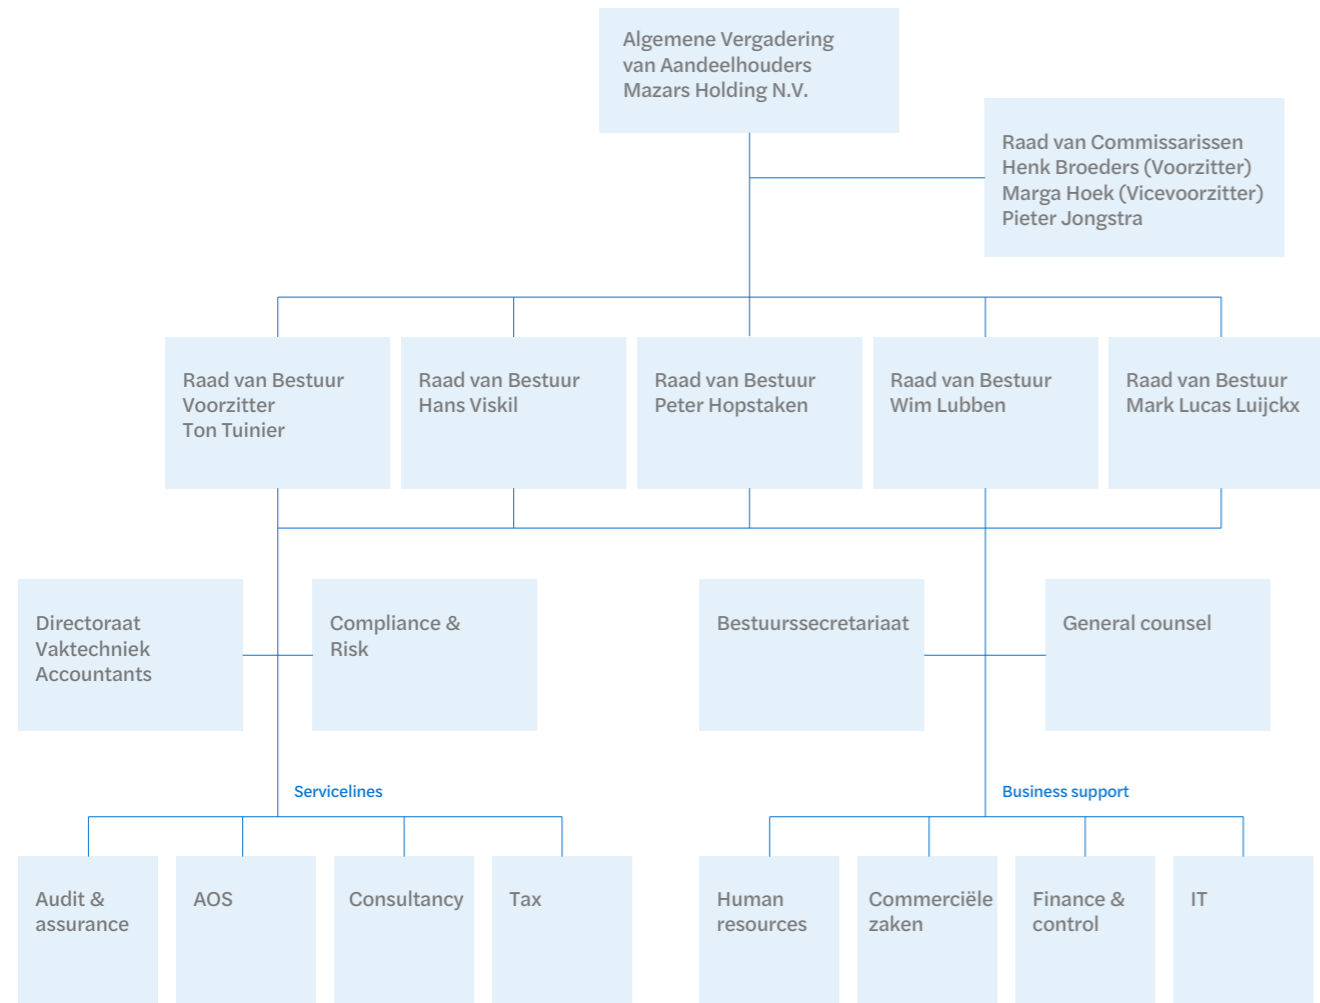 Algemene Vergadering
van Aandeelhouders
Mazars Holding N.V.
Raad van Commissarissen
Henk Broeders (Voorzitter)
Marga Hoek (Vicevoorzitter)
Pieter Jongstra
Raad van Bestuur
Voorzitter
Ton Tuinier
Raad van Bestuur
Hans Viskil
Raad van Bestuur
Peter Hopstaken
Raad van Bestuur
Wim Lubben
Raad van Bestuur
Mark Lucas Luijckx
Directoraat
Vaktechniek
Accountants
Compliance &
Risk
Bestuurssecretariaat
General counsel
Servicelines
Business support
Audit &
assurance
AOS
Consultancy
Tax
Human
resources
Commerciële
zaken
Finance &
control
IT